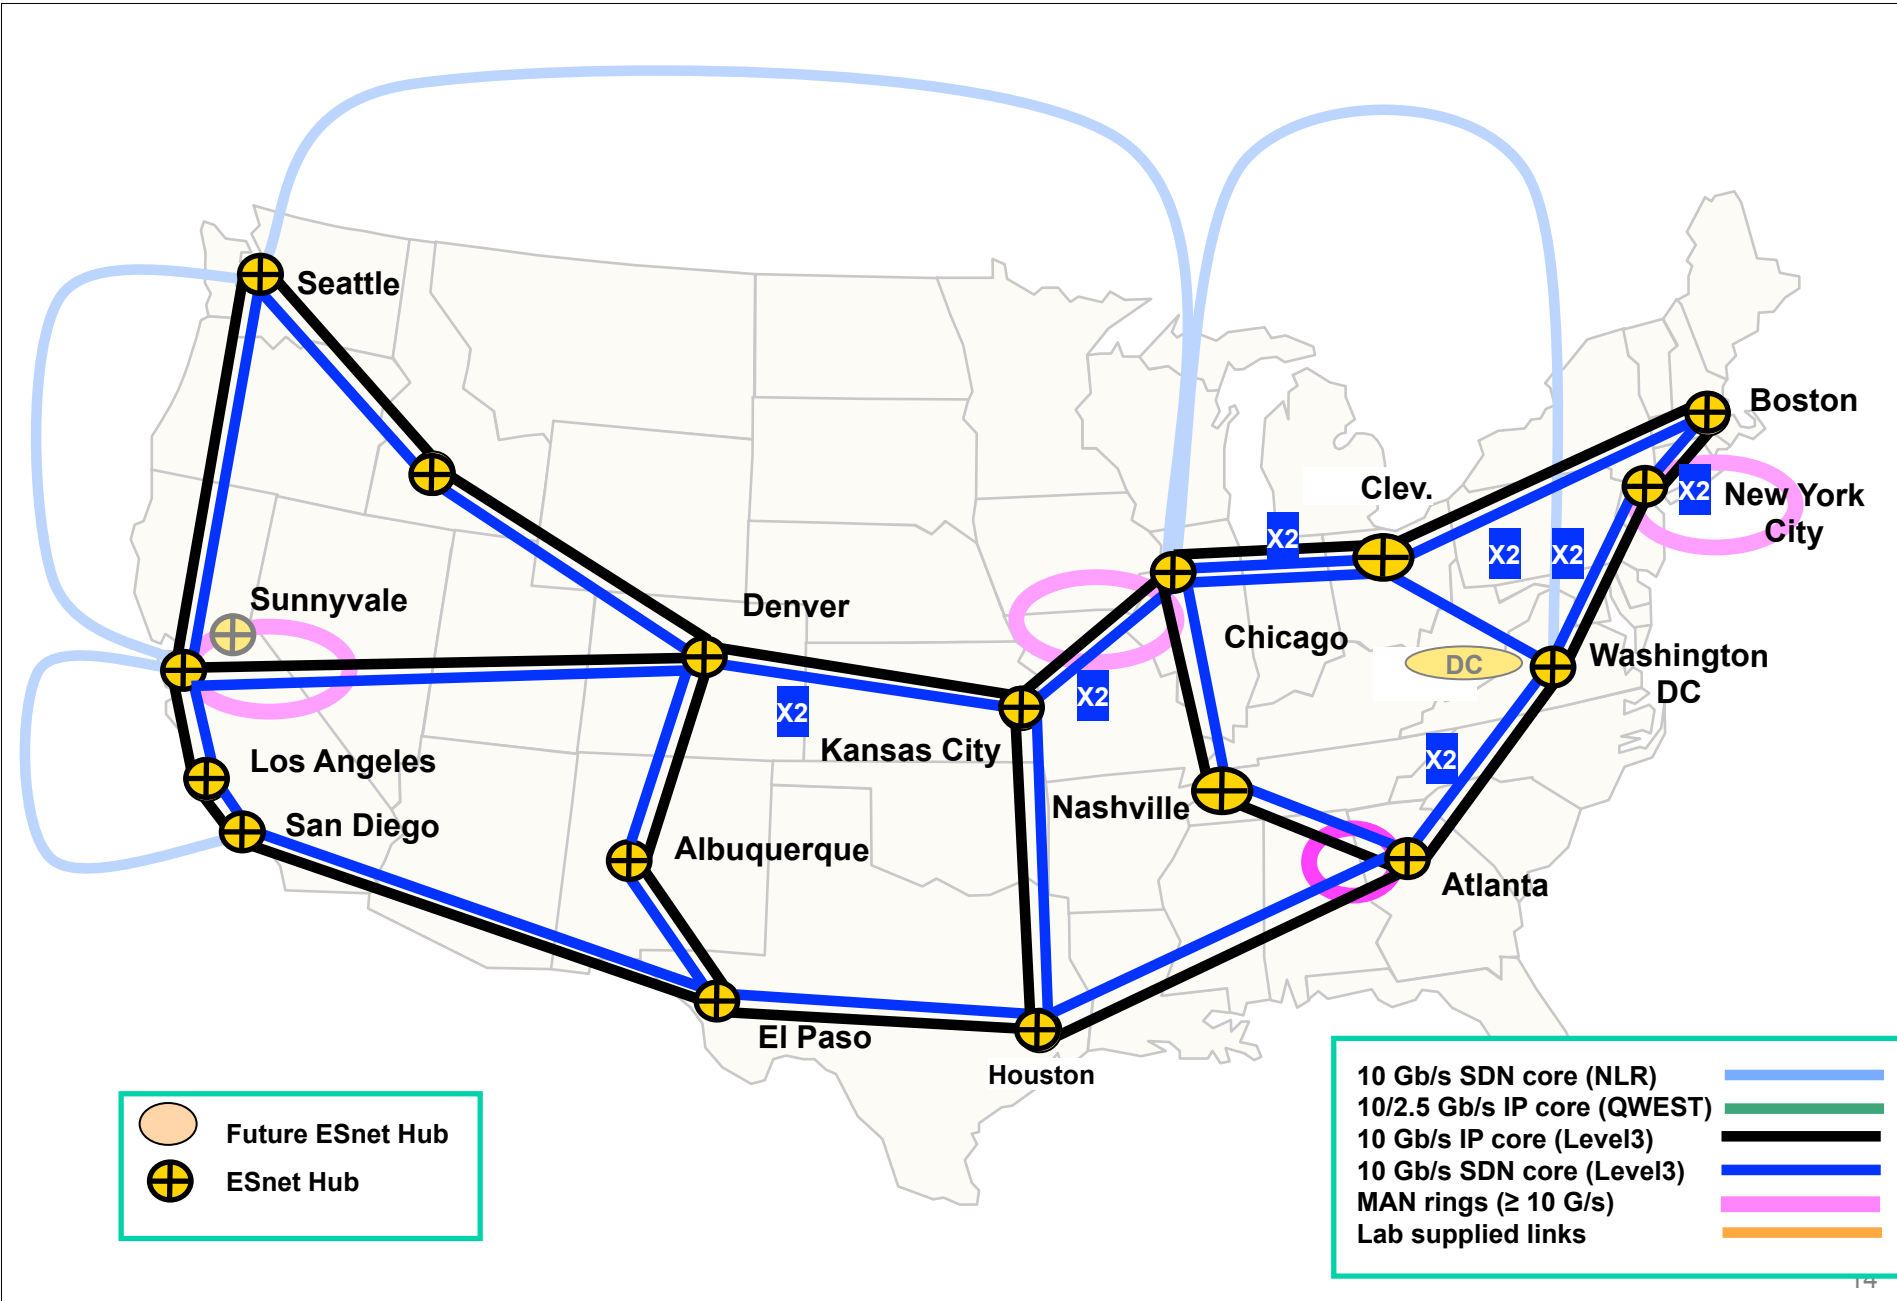 Seattle
Boston
Clev.
X2
New York
City
X2
X2
X2
Sunnyvale
Denver
Chicago
DC
Washington
DC
X2
X2
Kansas City
Los Angeles
X2
San Diego
Nashville
Albuquerque
Atlanta
El Paso
Houston
Future ESnet Hub
ESnet Hub
10 Gb/s SDN core (NLR)
10/2.5 Gb/s IP core (QWEST)
10 Gb/s IP core (Level3)
10 Gb/s SDN core (Level3)
MAN rings (≥ 10 G/s)
Lab supplied links
14